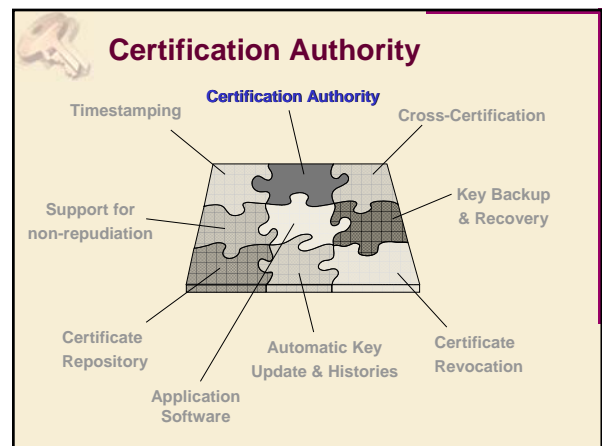 Certification Authority
Timestamping
Certification Authority
Cross-Certification
Key Backup
& Recovery
Support for
non-repudiation
Certificate
Repository
Automatic Key
Update & Histories
Certificate
Revocation
Application
Software